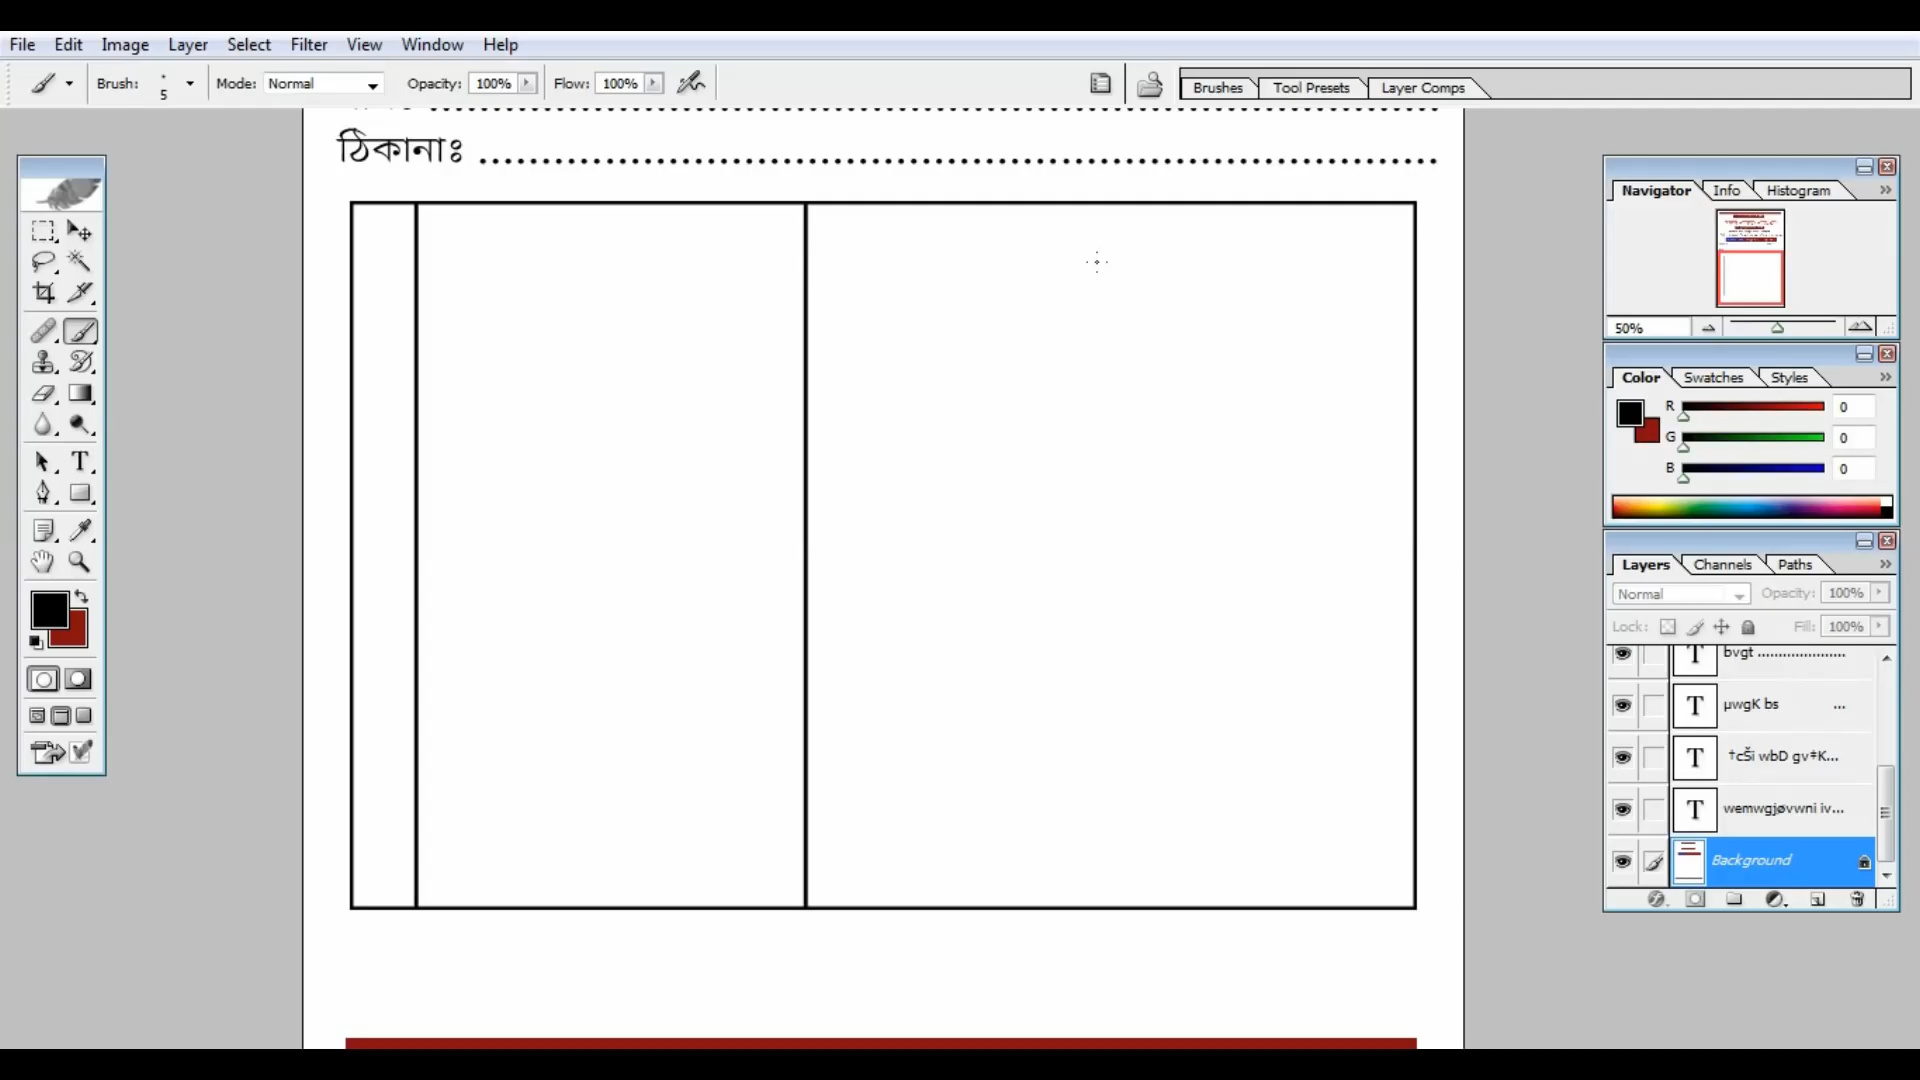 File Edit Image Layer Select Filter View Window Help
Brush: 5 Mode: Normal Opacity: 100% Flow: 100% Brushes Tool Presets Layer Comps
ঠিকানাঃ ................................................................................
Navigator Info Histogram
50%
Color Swatches Styles
R 0
G 0
B 0
Layers Channels Paths
Normal Opacity: 100%
Lock: Fill: 100%
T bvgt .....................
T µwgK bs ...
T †cŠi wbD gv‡K...
T wemwgjøvwni iv...
Background